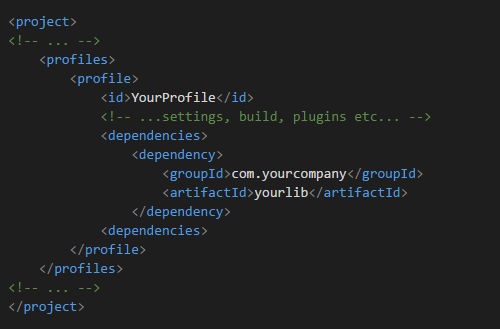 <project>
<!-- ... -->
    <profiles>
        <profile>
            <id>YourProfile</id>
            <!-- ...settings, build, plugins etc... -->
            <dependencies>
                <dependency>
                    <groupId>com.yourcompany</groupId>
                    <artifactId>yourlib</artifactId>
                </dependency>
            <dependencies>
        </profile>
    </profiles>
<!-- ... -->
</project>